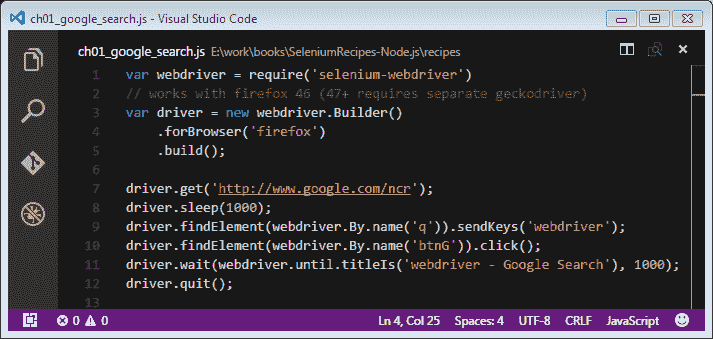 ch01_google_search.js - Visual Studio Code
ch01_google_search.js E:\work\books\SeleniumRecipes-Node.js\recipes
1 var webdriver = require('selenium-webdriver')
2 // works with firefox 46 (47+ requires separate geckodriver)
3 var driver = new webdriver.Builder()
4 .forBrowser('firefox')
5 .build();
6
7 driver.get('http://www.google.com/ncr');
8 driver.sleep(1000);
9 driver.findElement(webdriver.By.name('q')).sendKeys('webdriver');
10 driver.findElement(webdriver.By.name('btnG')).click();
11 driver.wait(webdriver.until.titleIs('webdriver - Google Search'), 1000);
12 driver.quit();
13
0 0 Ln 4, Col 25 Spaces: 4 UTF-8 CRLF JavaScript